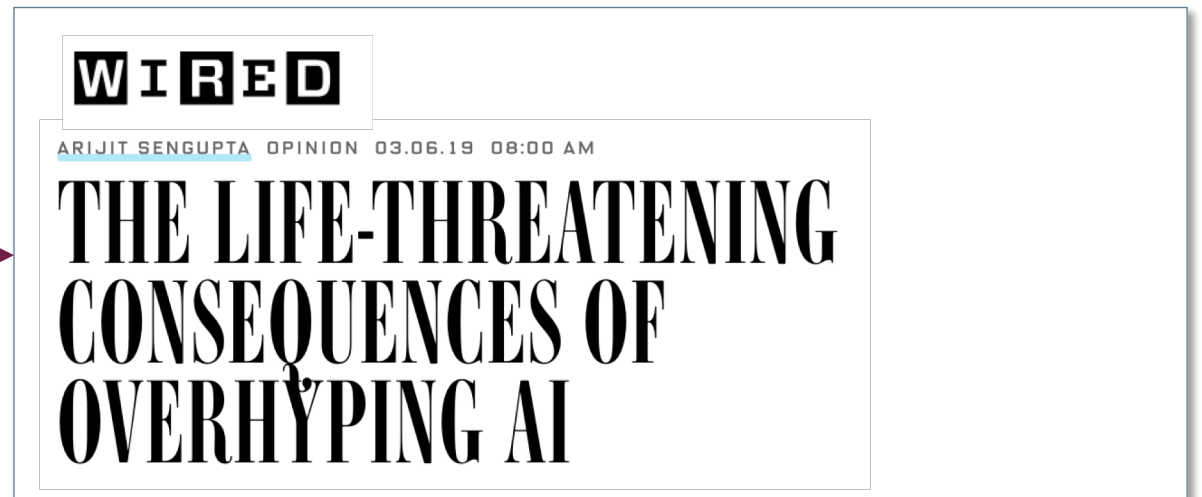 WIRED
ARIJIT SENGUPTA OPINION 03.06.19 08:00 AM
THE LIFE-THREATENING
CONSEQUENCES OF
OVERHYPING AI